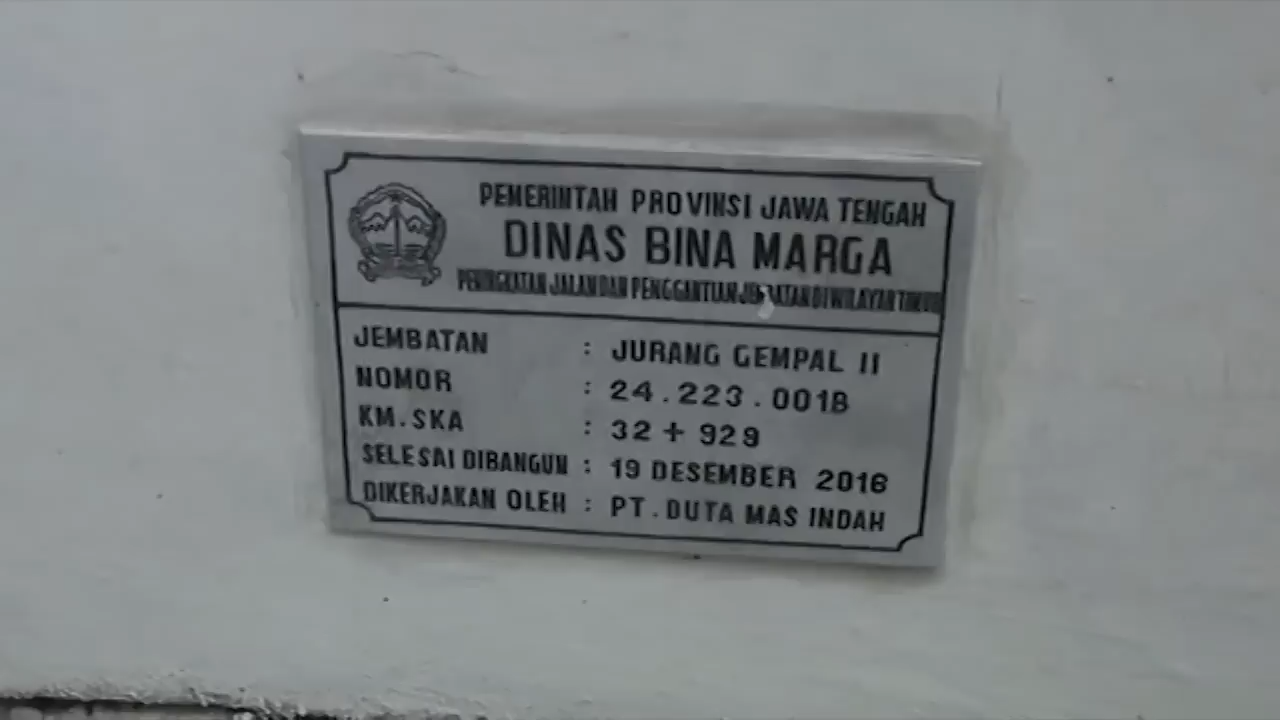 PEMERINTAH PROVINSI JAWA TENGAH
DINAS BINA MARGA
PENINGKATAN JALAN DAN PENGGANTIAN JEMBATAN DI WILAYAH TIMUR
JEMBATAN : JURANG GEMPAL II
NOMOR : 24.223.001B
KM.SKA : 32 + 929
SELESAI DIBANGUN : 19 DESEMBER 2016
DIKERJAKAN OLEH : PT. DUTA MAS INDAH